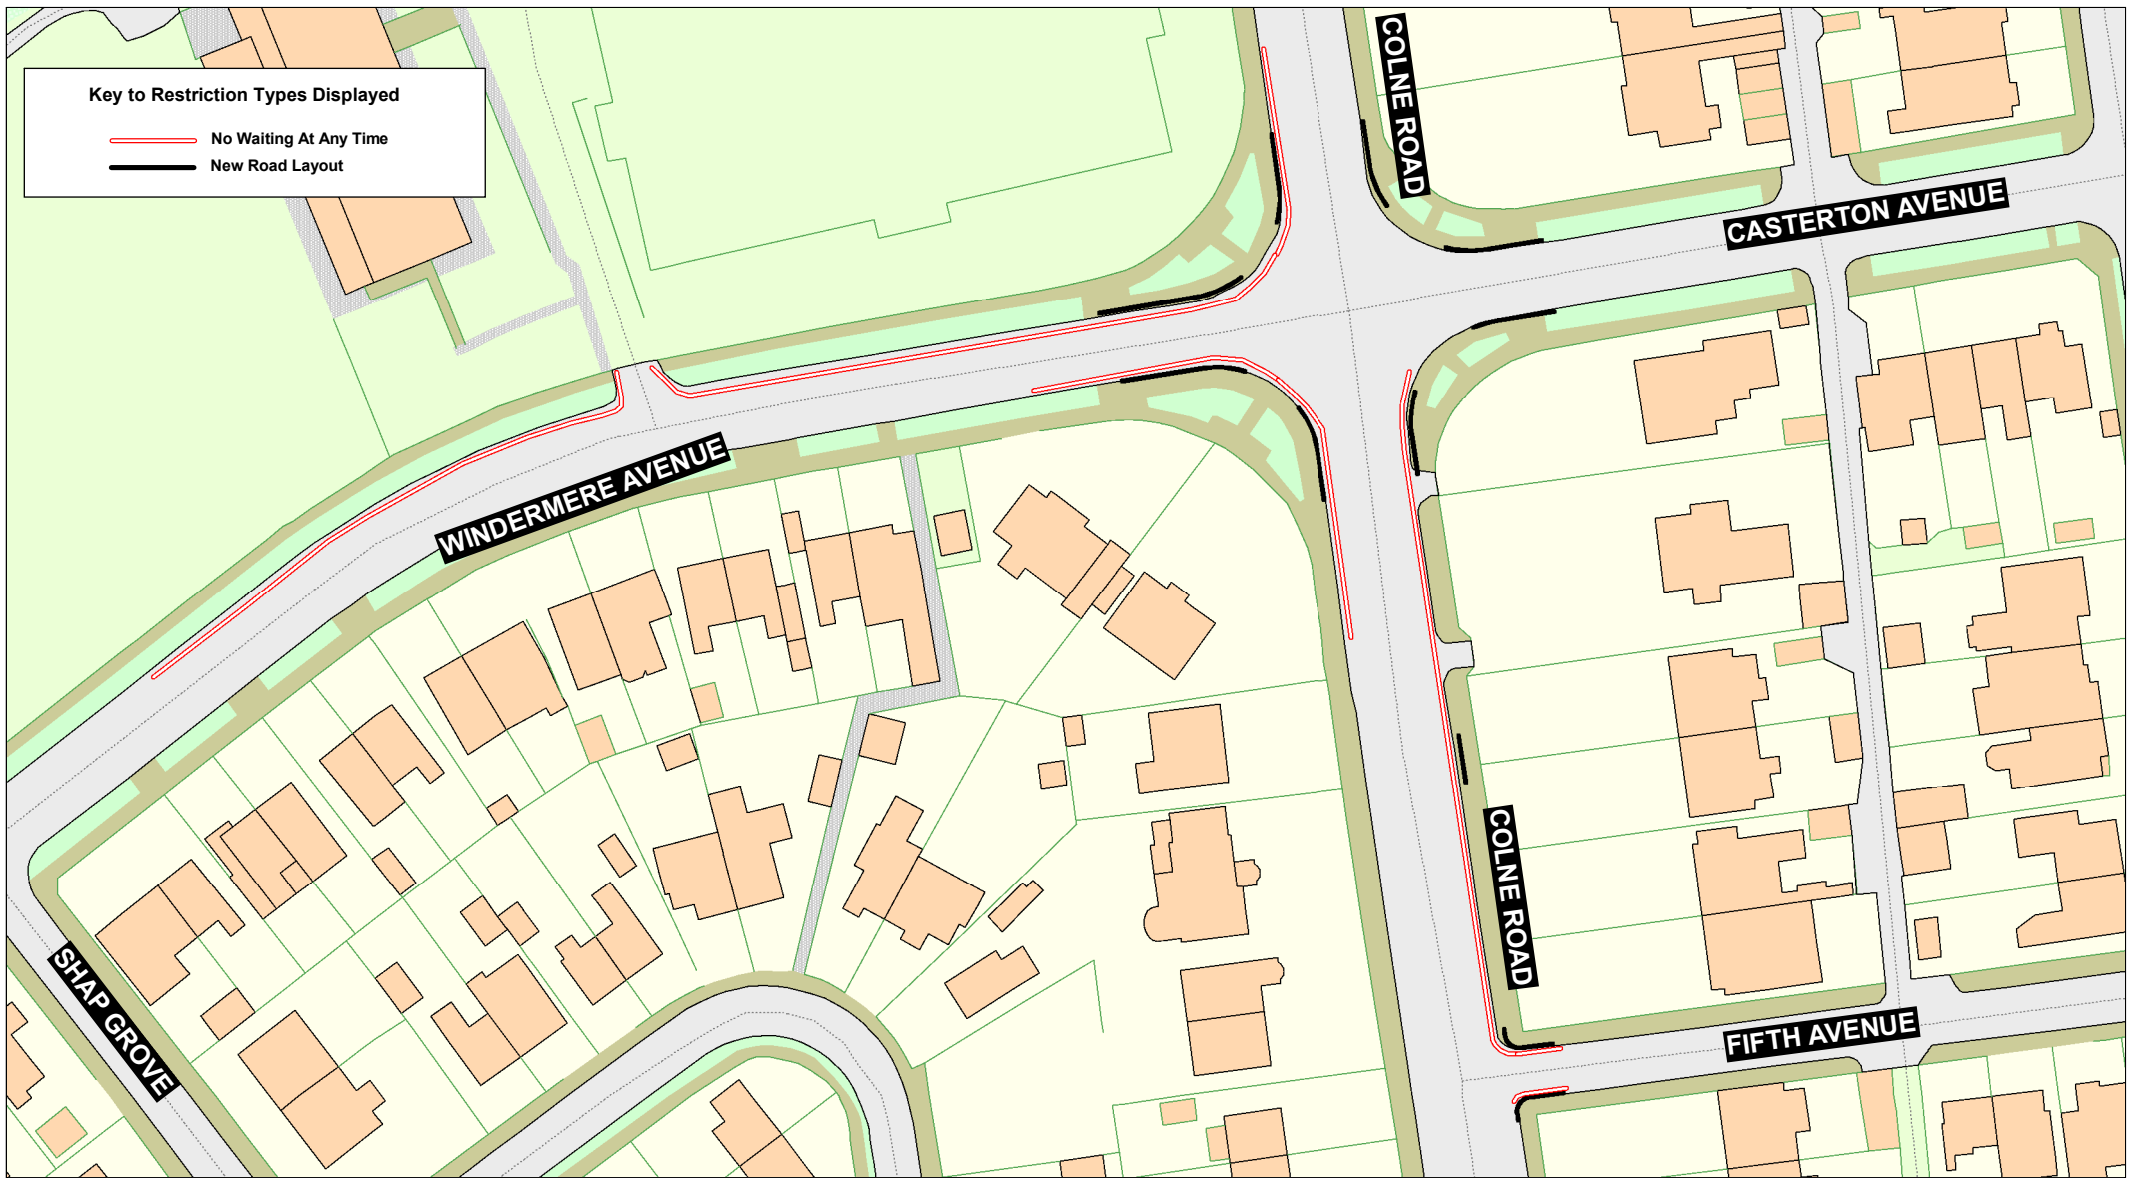 Key to Restriction Types Displayed
No Waiting At Any Time
New Road Layout
COLNE ROAD
CASTERTON AVENUE
WINDERMERE AVENUE
COLNE ROAD
SHAP GROVE
FIFTH AVENUE